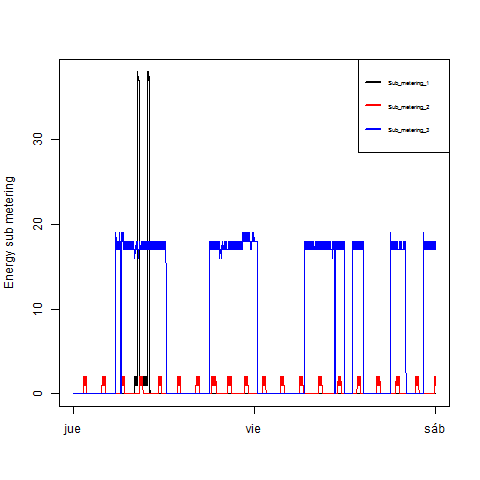 Sub_metering_1
Sub_metering_2
Sub_metering_3
Energy sub metering
30
20
10
0
jue
vie
sáb